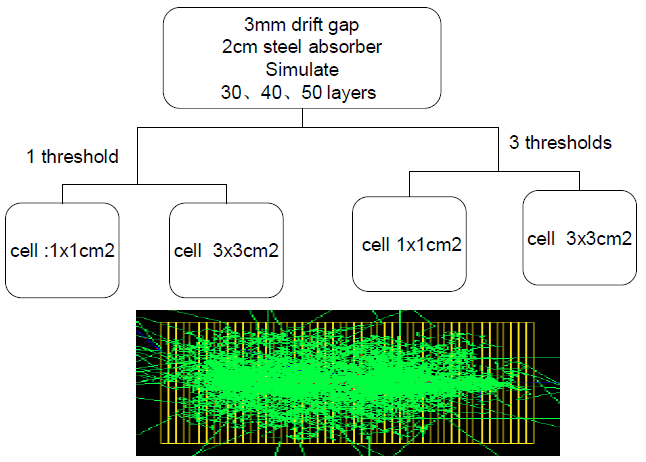 3mm drift gap
2cm steel absorber
Simulate
30、40、50 layers
1 threshold
3 thresholds
cell :1x1cm2
cell 3x3cm2
cell 1x1cm2
cell 3x3cm2